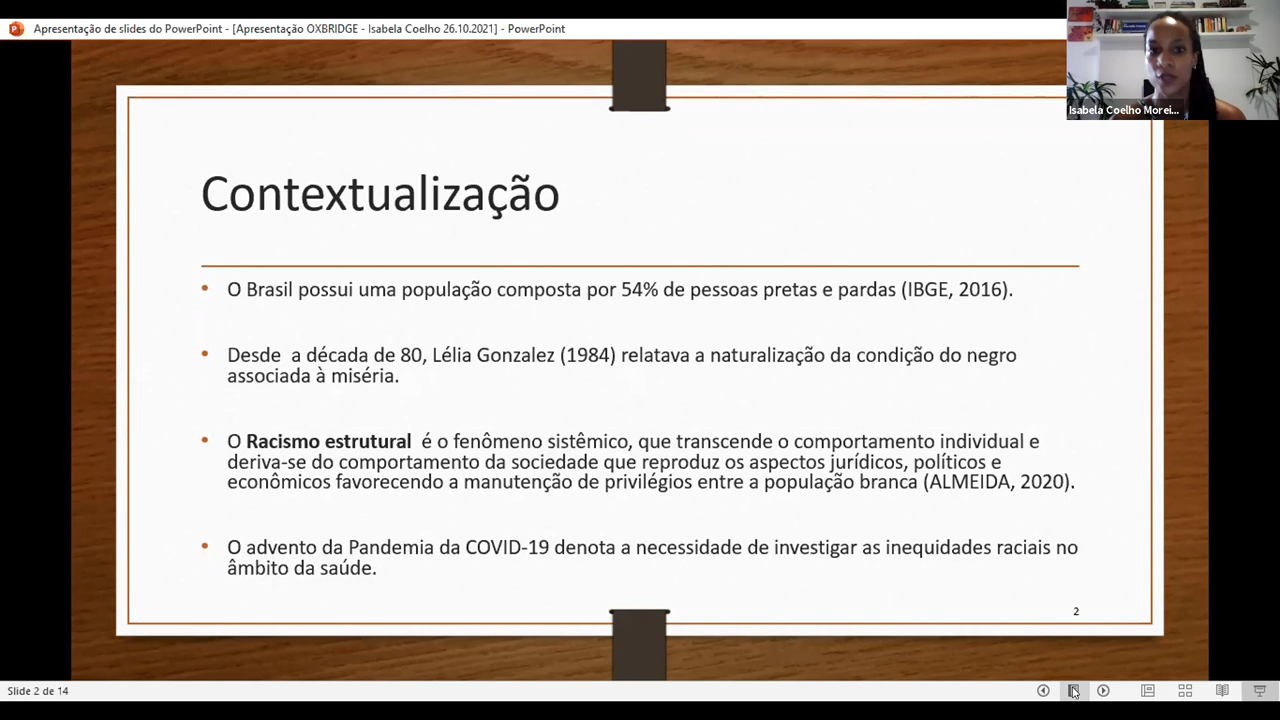 Apresentação de slides do PowerPoint - [Apresentação OXBRIDGE - Isabela Coelho 26.10.2021] - PowerPoint
Isabela Coelho Morei...
Contextualização
• O Brasil possui uma população composta por 54% de pessoas pretas e pardas (IBGE, 2016).
• Desde  a década de 80, Lélia Gonzalez (1984) relatava a naturalização da condição do negro
associada à miséria.
• O Racismo estrutural  é o fenômeno sistêmico, que transcende o comportamento individual e
deriva-se do comportamento da sociedade que reproduz os aspectos jurídicos, políticos e
econômicos favorecendo a manutenção de privilégios entre a população branca (ALMEIDA, 2020).
• O advento da Pandemia da COVID-19 denota a necessidade de investigar as inequidades raciais no
âmbito da saúde.
2
Slide 2 de 14